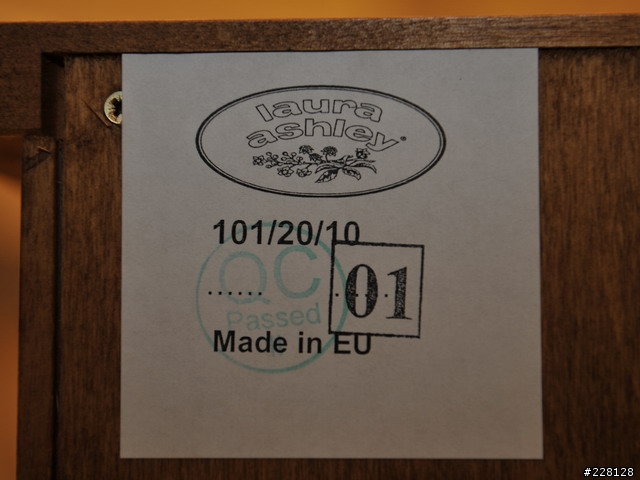 laura
ashley®
101/20/10
QC
01
......
Passed
Made in EU
#228128